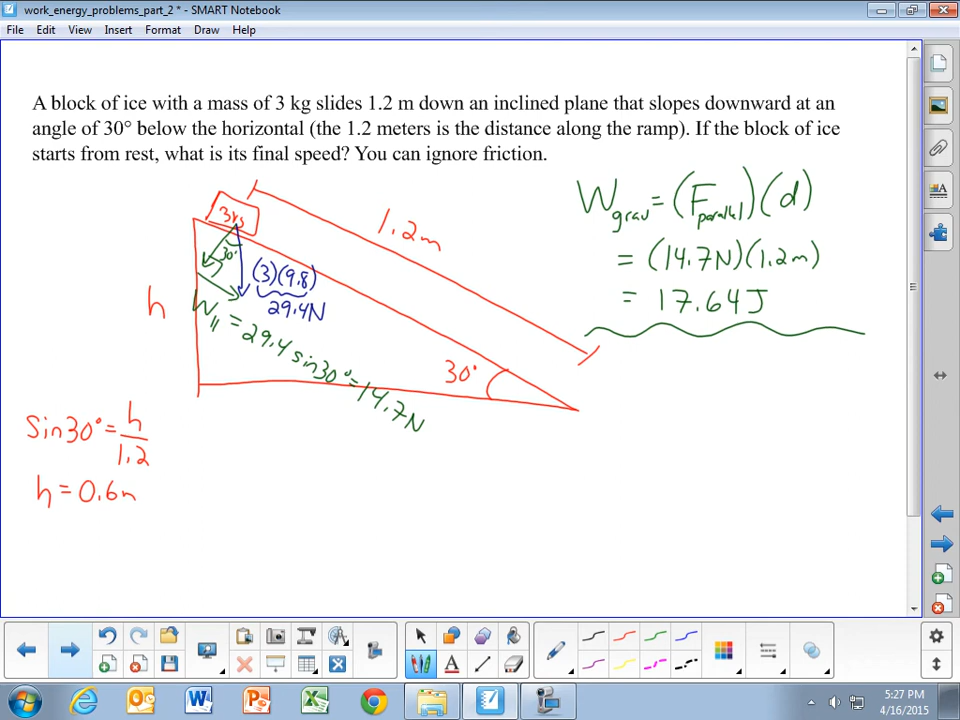 work_energy_problems_part_2 * - SMART Notebook
File Edit View Insert Format Draw Help
A block of ice with a mass of 3 kg slides 1.2 m down an inclined plane that slopes downward at an
angle of 30° below the horizontal (the 1.2 meters is the distance along the ramp). If the block of ice
starts from rest, what is its final speed? You can ignore friction.
W grav = (F parallel)(d)
= (14.7N)(1.2m)
= 17.64J
1.2m
30°
(3)(9.8)
29.4N
h
W∥ = 29.4 sin30° = 14.7N
30°
Sin30° = h/1.2
h = 0.6m
5:27 PM
4/16/2015